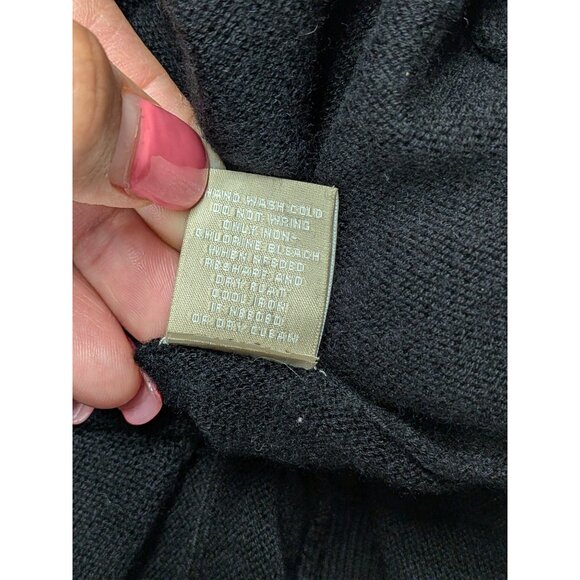 HAND WASH COLD
DO NOT WRING
ONLY NON-
CHLORINE BLEACH
WHEN NEEDED
RESHAPE AND
DRY FLAT
COOL IRON
IF NEEDED
OR DRY CLEAN